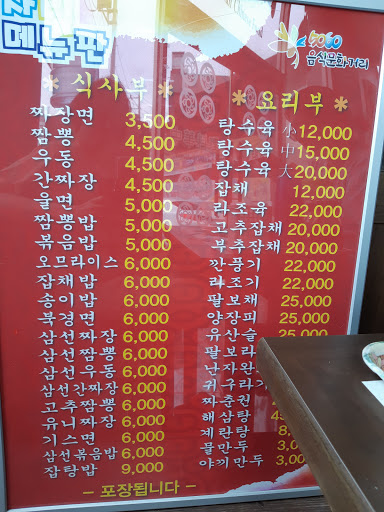 차
메뉴판
5060
음식문화거리
* 식사부 *
짜장면 3,500
짬뽕 4,500
우동 4,500
간짜장 4,500
울면 5,000
짬뽕밥 5,000
볶음밥 5,000
오므라이스 6,000
잡채밥 6,000
송이밥 6,000
북경면 6,000
삼선짜장 6,000
삼선짬뽕 6,000
삼선우동 6,000
삼선간짜장 6,000
고추짬뽕 6,000
유니짜장 6,000
기스면 6,000
삼선볶음밥 6,000
잡탕밥 9,000
* 요리부 *
탕수육 小 12,000
탕수육 中 15,000
탕수육 大 20,000
잡채 12,000
라조육 22,000
고추잡채 20,000
부추잡채 20,000
깐풍기 22,000
라조기 22,000
팔보채 25,000
양장피 25,000
유산슬 25,000
팔보라
난자완
귀구라
짜춘권
해삼탕
계란탕 8,
물만두 3,00
야끼만두 3,00
- 포장됩니다 -